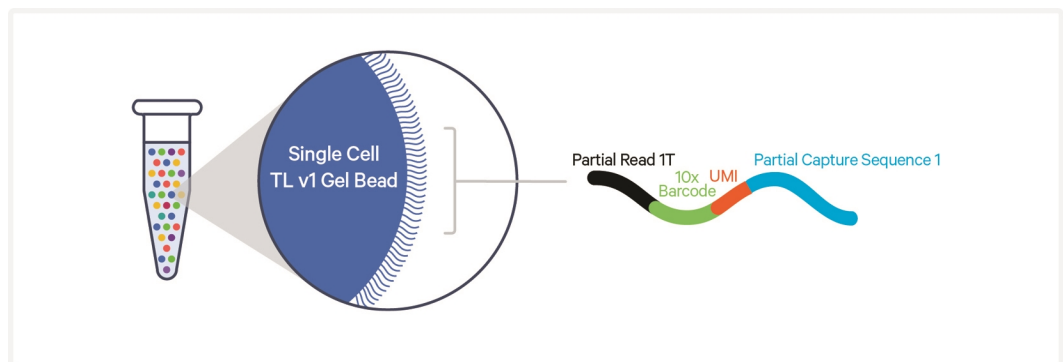 Single Cell
TL v1 Gel Bead
Partial Read 1T
10x
Barcode
UMI
Partial Capture Sequence 1